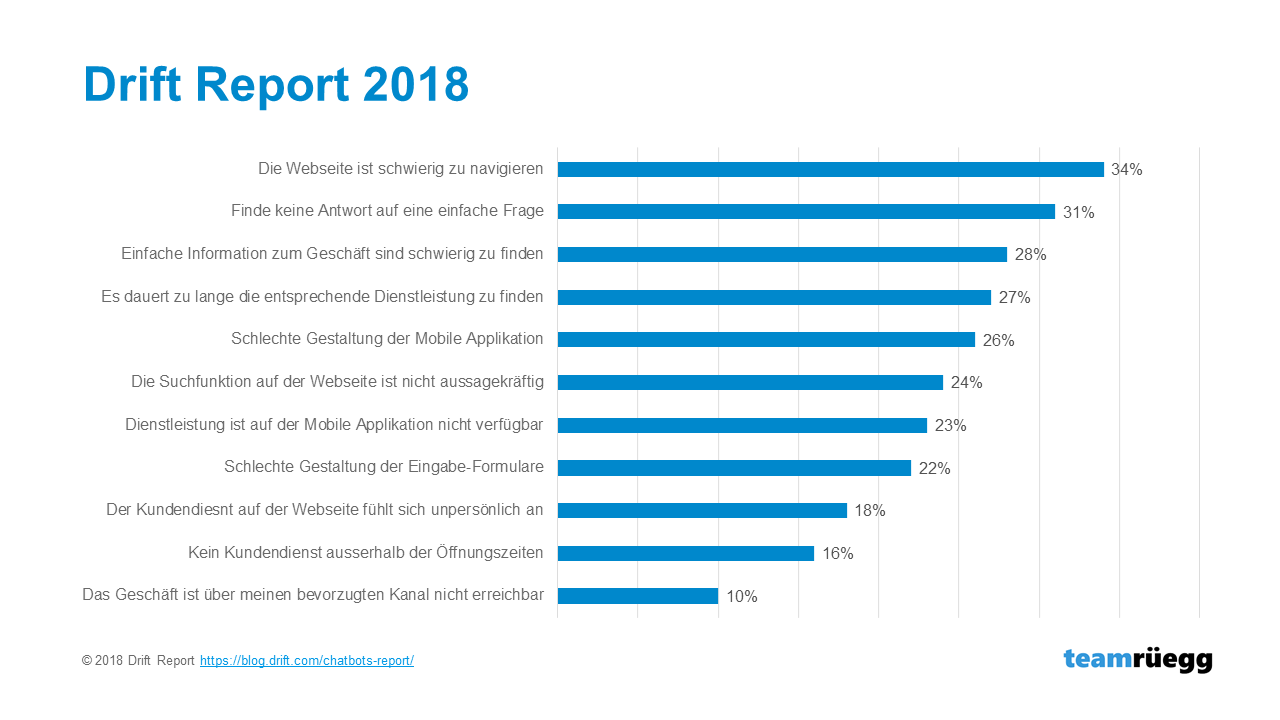 Drift Report 2018
Die Webseite ist schwierig zu navigieren 34%
Finde keine Antwort auf eine einfache Frage 31%
Einfache Information zum Geschäft sind schwierig zu finden 28%
Es dauert zu lange die entsprechende Dienstleistung zu finden 27%
Schlechte Gestaltung der Mobile Applikation 26%
Die Suchfunktion auf der Webseite ist nicht aussagekräftig 24%
Dienstleistung ist auf der Mobile Applikation nicht verfügbar 23%
Schlechte Gestaltung der Eingabe-Formulare 22%
Der Kundendiesnt auf der Webseite fühlt sich unpersönlich an 18%
Kein Kundendienst ausserhalb der Öffnungszeiten 16%
Das Geschäft ist über meinen bevorzugten Kanal nicht erreichbar 10%
© 2018 Drift Report https://blog.drift.com/chatbots-report/
teamrüegg